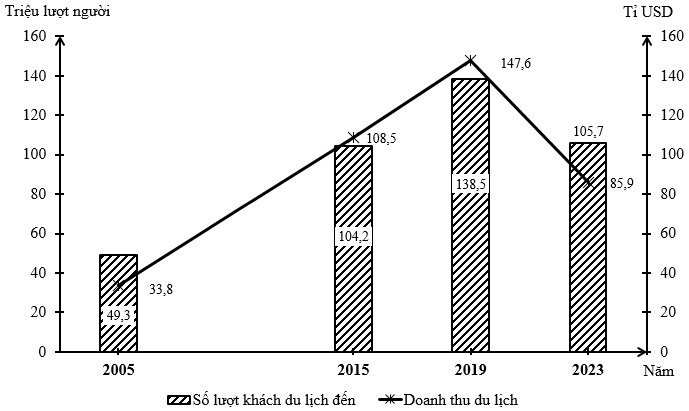 Triệu lượt người Tỉ USD
160 160
140 147,6 140
138,5
120 120
108,5 105,7
104,2
100 100
80 85,9 80
60 60
49,3
40 40
33,8
20 20
0 0
2005 2015 2019 2023 Năm
Số lượt khách du lịch đến Doanh thu du lịch